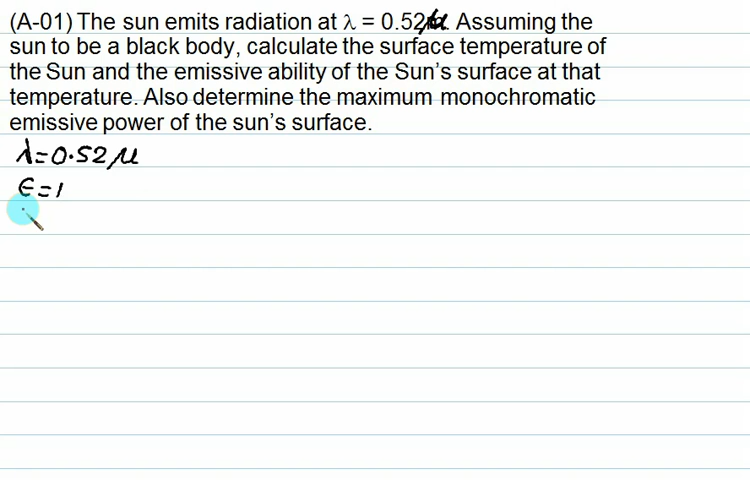 (A-01) The sun emits radiation at λ = 0.52μ. Assuming the
sun to be a black body, calculate the surface temperature of
the Sun and the emissive ability of the Sun's surface at that
temperature. Also determine the maximum monochromatic
emissive power of the sun's surface.
λ=0.52μ
ϵ=1